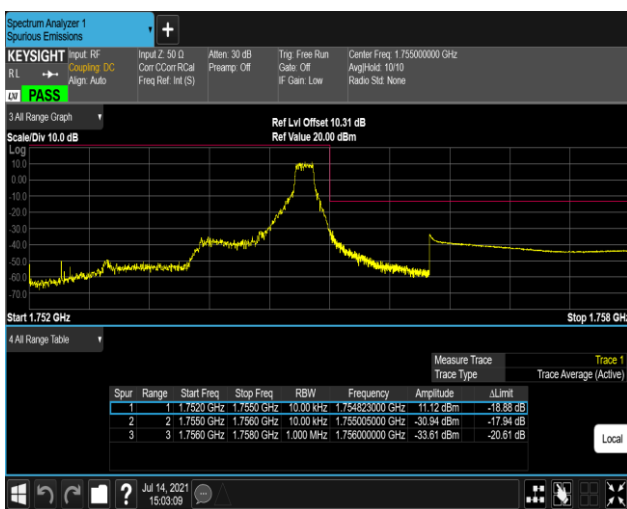 Spectrum Analyzer 1
Spurious Emissions
+
KEYSIGHT Input: RF Input Z: 50 Ω Atten: 30 dB Trig: Free Run Center Freq: 1.755000000 GHz
RL Coupling: DC Corr CCorr RCal Preamp: Off Gate: Off Avg|Hold: 10/10
Align: Auto Freq Ref: Int (S) IF Gain: Low Radio Std: None
LXI PASS
3 All Range Graph
Ref Lvl Offset 10.31 dB
Scale/Div 10.0 dB Ref Value 20.00 dBm
Log
10.0
0.00
-10.0
-20.0
-30.0
-40.0
-50.0
-60.0
-70.0
Start 1.752 GHz Stop 1.758 GHz
4 All Range Table
Measure Trace Trace 1
Trace Type Trace Average (Active)
Spur Range Start Freq Stop Freq RBW Frequency Amplitude ΔLimit
1 1 1.7520 GHz 1.7550 GHz 10.00 kHz 1.754823000 GHz 11.12 dBm -18.88 dB
2 2 1.7550 GHz 1.7560 GHz 10.00 kHz 1.755005000 GHz -30.94 dBm -17.94 dB
3 3 1.7560 GHz 1.7580 GHz 1.000 MHz 1.756000000 GHz -33.61 dBm -20.61 dB
Local
? Jul 14, 2021
15:03:09